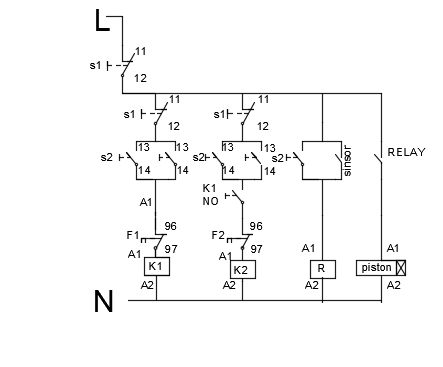 L
11
s1
12
11 11
s1 s1
12 12
13 13 13 13
s2 s2 s2 sinsor RELAY
14 14 14 14
K1
NO
A1
96 96
F1 F2
97 97
A1 A1 A1 A1
K1 K2 R piston
A2 A2 A2 A2
N